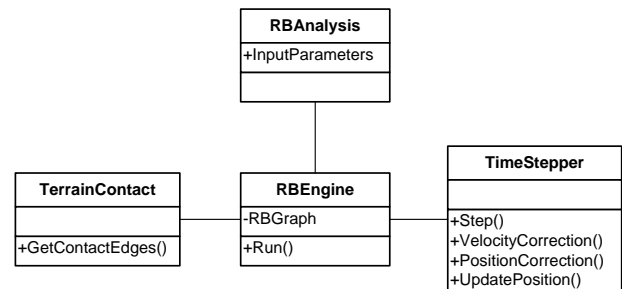 RBAnalysis
+InputParameters
TerrainContact
+GetContactEdges()
RBEngine
-RBGraph
+Run()
TimeStepper
+Step()
+VelocityCorrection()
+PositionCorrection()
+UpdatePosition()